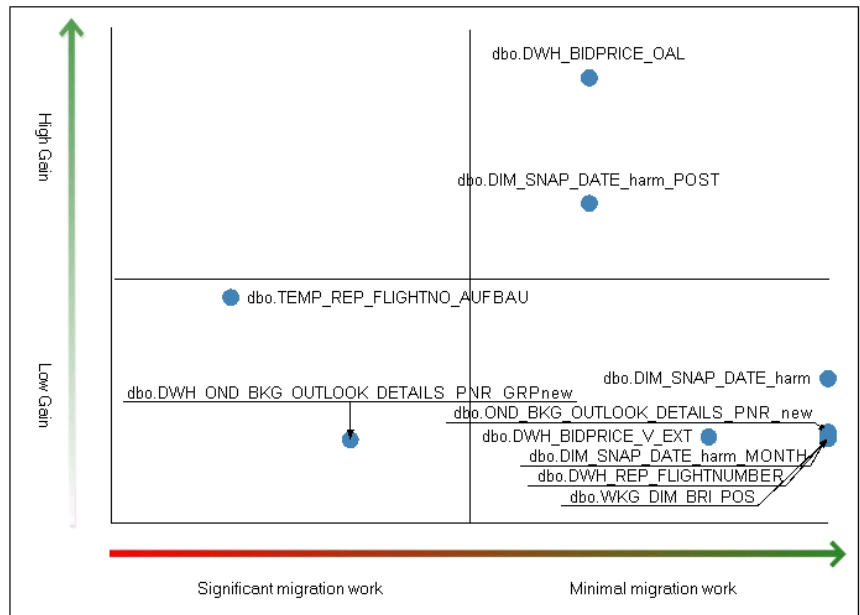 dbo.DWH_BIDPRICE_OAL
High Gain
dbo.DIM_SNAP_DATE_harm_POST
dbo.TEMP_REP_FLIGHTNO_AUFBAU
Low Gain
dbo.DIM_SNAP_DATE_harm
dbo.DWH_OND_BKG_OUTLOOK_DETAILS_PNR_GRPnew
dbo.OND_BKG_OUTLOOK_DETAILS_PNR_new
dbo.DWH_BIDPRICE_V_EXT
dbo.DIM_SNAP_DATE_harm_MONTH
dbo.DWH_REP_FLIGHTNUMBER
dbo.WKG_DIM_BRI_POS
Significant migration work
Minimal migration work